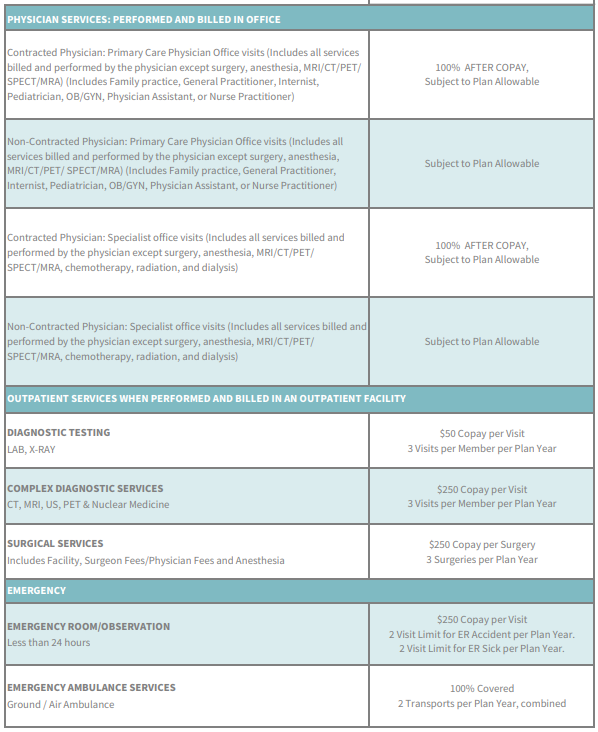 PHYSICIAN SERVICES: PERFORMED AND BILLED IN OFFICE
Contracted Physician: Primary Care Physician Office visits (Includes all services
billed and performed by the physician except surgery, anesthesia, MRI/CT/PET/
SPECT/MRA) (Includes Family practice, General Practitioner, Internist,
Pediatrician, OB/GYN, Physician Assistant, or Nurse Practitioner)
100% AFTER COPAY,
Subject to Plan Allowable
Non-Contracted Physician: Primary Care Physician Office visits (Includes all
services billed and performed by the physician except surgery, anesthesia,
MRI/CT/PET/ SPECT/MRA) (Includes Family practice, General Practitioner,
Internist, Pediatrician, OB/GYN, Physician Assistant, or Nurse Practitioner)
Subject to Plan Allowable
Contracted Physician: Specialist office visits (Includes all services billed and
performed by the physician except surgery, anesthesia, MRI/CT/PET/
SPECT/MRA, chemotherapy, radiation, and dialysis)
100% AFTER COPAY,
Subject to Plan Allowable
Non-Contracted Physician: Specialist office visits (Includes all services billed and
performed by the physician except surgery, anesthesia, MRI/CT/PET/
SPECT/MRA, chemotherapy, radiation, and dialysis)
Subject to Plan Allowable
OUTPATIENT SERVICES WHEN PERFORMED AND BILLED IN AN OUTPATIENT FACILITY
DIAGNOSTIC TESTING
LAB, X-RAY
$50 Copay per Visit
3 Visits per Member per Plan Year
COMPLEX DIAGNOSTIC SERVICES
CT, MRI, US, PET & Nuclear Medicine
$250 Copay per Visit
3 Visits per Member per Plan Year
SURGICAL SERVICES
Includes Facility, Surgeon Fees/Physician Fees and Anesthesia
$250 Copay per Surgery
3 Surgeries per Plan Year
EMERGENCY
EMERGENCY ROOM/OBSERVATION
Less than 24 hours
$250 Copay per Visit
2 Visit Limit for ER Accident per Plan Year.
2 Visit Limit for ER Sick per Plan Year.
EMERGENCY AMBULANCE SERVICES
Ground / Air Ambulance
100% Covered
2 Transports per Plan Year, combined